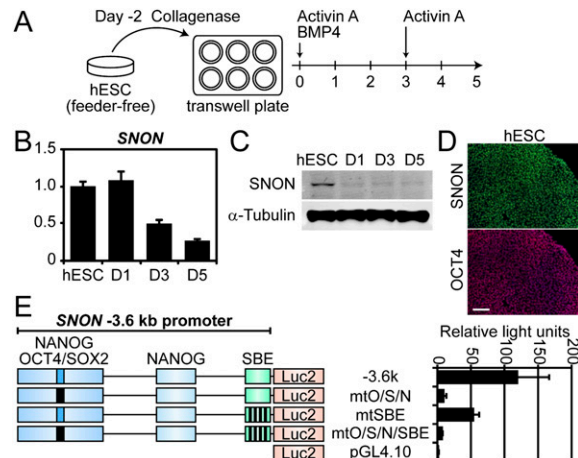 A
Day -2 Collagenase
hESC
(feeder-free)
transwell plate
Activin A
BMP4
Activin A
0 1 2 3 4 5
B
SNON
1.5
1.0
0.5
0
hESC D1 D3 D5
C
hESC D1 D3 D5
SNON
α-Tubulin
D
hESC
SNON
OCT4
E
SNON -3.6 kb promoter
NANOG
OCT4/SOX2
NANOG
SBE
Luc2
Luc2
Luc2
Luc2
Luc2
Relative light units
0
50
100
150
200
-3.6k
mtO/S/N
mtSBE
mtO/S/N/SBE
pGL4.10